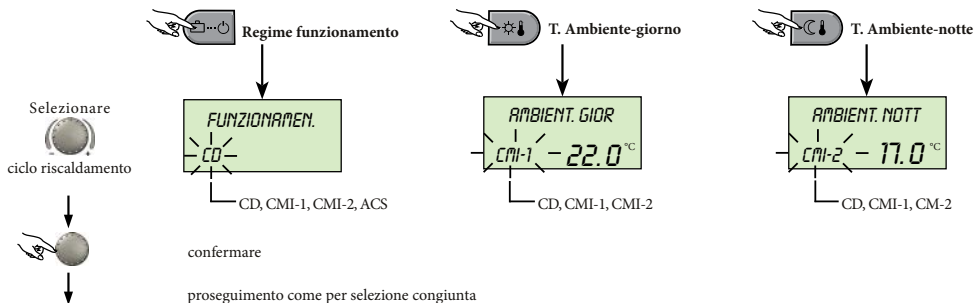 Regime funzionamento
T. Ambiente-giorno
T. Ambiente-notte
Selezionare
ciclo riscaldamento
FUNZIONAMEN.
CD
AMBIENT. GIOR
CMI-1 22.0 °C
AMBIENT. NOTT
CMI-2 17.0 °C
CD, CMI-1, CMI-2, ACS
CD, CMI-1, CMI-2
CD, CMI-1, CM-2
confermare
proseguimento come per selezione congiunta